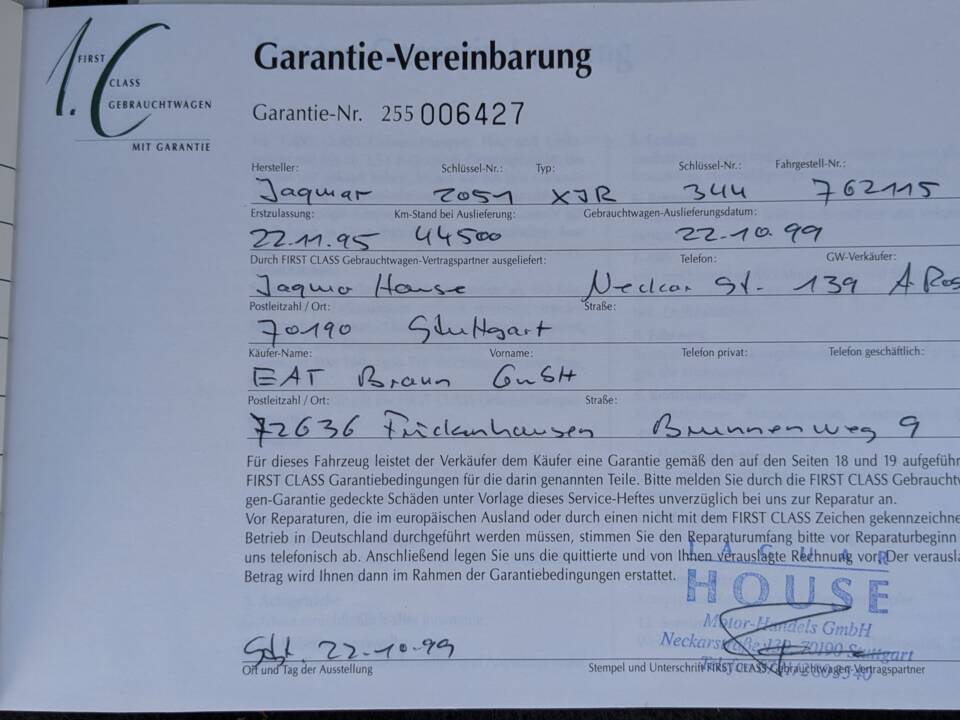 1.C
FIRST
CLASS
GEBRAUCHTWAGEN
MIT GARANTIE
Garantie-Vereinbarung
Garantie-Nr. 255 006427
Hersteller: Schlüssel-Nr.: Typ: Schlüssel-Nr.: Fahrgestell-Nr.:
Jaguar 2051 XJR 344 762115
Erstzulassung: Km-Stand bei Auslieferung: Gebrauchtwagen-Auslieferungsdatum:
22.11.95 44500 22.10.99
Durch FIRST CLASS Gebrauchtwagen-Vertragspartner ausgeliefert: Telefon: GW-Verkäufer:
House Neckar St. 139 A Ros
Postleitzahl / Ort: Straße:
70190 Stuttgart
Käufer-Name: Vorname: Telefon privat: Telefon geschäftlich:
EAT Braun GmbH
Postleitzahl / Ort: Straße:
72636 Frickenhausen Brunnenweg 9
Für dieses Fahrzeug leistet der Verkäufer dem Käufer eine Garantie gemäß den auf den Seiten 18 und 19 aufgeführ
FIRST CLASS Garantiebedingungen für die darin genannten Teile. Bitte melden Sie durch die FIRST CLASS Gebrauchtw
gen-Garantie gedeckte Schäden unter Vorlage dieses Service-Heftes unverzüglich bei uns zur Reparatur an.
Vor Reparaturen, die im europäischen Ausland oder durch einen nicht mit dem FIRST CLASS Zeichen gekennzeichne
Betrieb in Deutschland durchgeführt werden müssen, stimmen Sie den Reparaturumfang bitte vor Reparaturbeginn
uns telefonisch ab. Anschließend legen Sie uns die quittierte und von Ihnen verauslagte Rechnung vor. Der verausla
Betrag wird Ihnen dann im Rahmen der Garantiebedingungen erstattet.
JAGUAR
HOUSE
Motor-Handels GmbH
Neckarstraße 139, 70190 Stuttgart
Stgt. 22.10.99
Ort und Tag der Ausstellung Stempel und Unterschrift FIRST CLASS Gebrauchtwagen-Vertragspartner